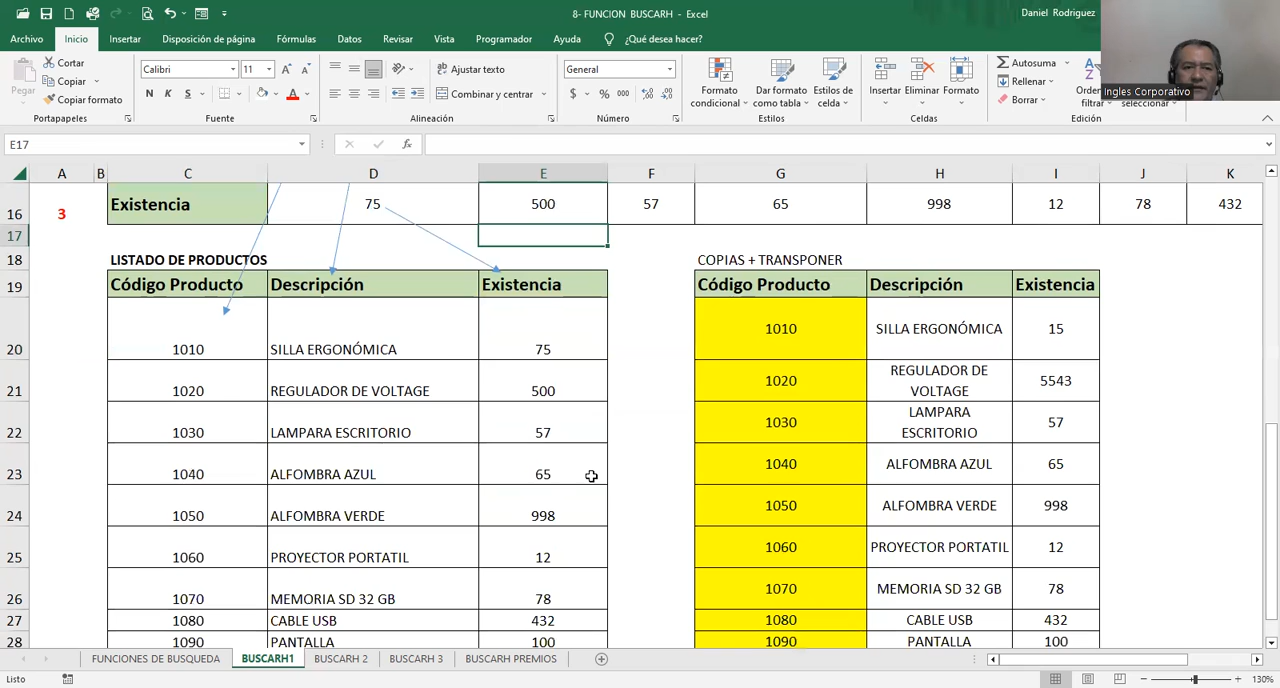 8- FUNCION BUSCARH - Excel
Daniel Rodriguez
Archivo Inicio Insertar Disposición de página Fórmulas Datos Revisar Vista Programador Ayuda ¿Qué desea hacer?
Pegar
Cortar
Copiar
Copiar formato
Portapapeles
Calibri 11
N K S
Fuente
Ajustar
Combinar y centrar
Alineación
General
$ % 000
Número
Formato condicional
Dar formato como tabla
Estilos de celda
Estilos
Insertar Eliminar Formato
Celdas
Autosuma
Rellenar
Borrar
Edición
Ingles Corporativo
E17
A B C D E F G H I J K
16 3 Existencia 75 500 57 65 998 12 78 432
17
18 LISTADO DE PRODUCTOS COPIAS + TRANSPONER
19 Código Producto Descripción Existencia Código Producto Descripción Existencia
20 1010 SILLA ERGONÓMICA 75 1010 SILLA ERGONÓMICA 15
21 1020 REGULADOR DE VOLTAGE 500 1020 REGULADOR DE VOLTAGE 5543
22 1030 LAMPARA ESCRITORIO 57 1030 LAMPARA ESCRITORIO 57
23 1040 ALFOMBRA AZUL 65 1040 ALFOMBRA AZUL 65
24 1050 ALFOMBRA VERDE 998 1050 ALFOMBRA VERDE 998
25 1060 PROYECTOR PORTATIL 12 1060 PROYECTOR PORTATIL 12
26 1070 MEMORIA SD 32 GB 78 1070 MEMORIA SD 32 GB 78
27 1080 CABLE USB 432 1080 CABLE USB 432
28 1090 PANTALLA 100 1090 PANTALLA 100
FUNCIONES DE BUSQUEDA BUSCARH1 BUSCARH 2 BUSCARH 3 BUSCARH PREMIOS
Listo 130%